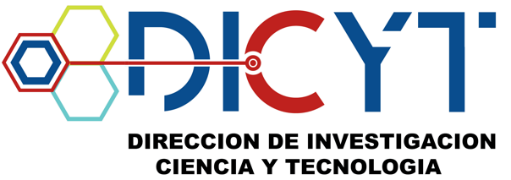 DICYT
DIRECCION DE INVESTIGACION
CIENCIA Y TECNOLOGIA